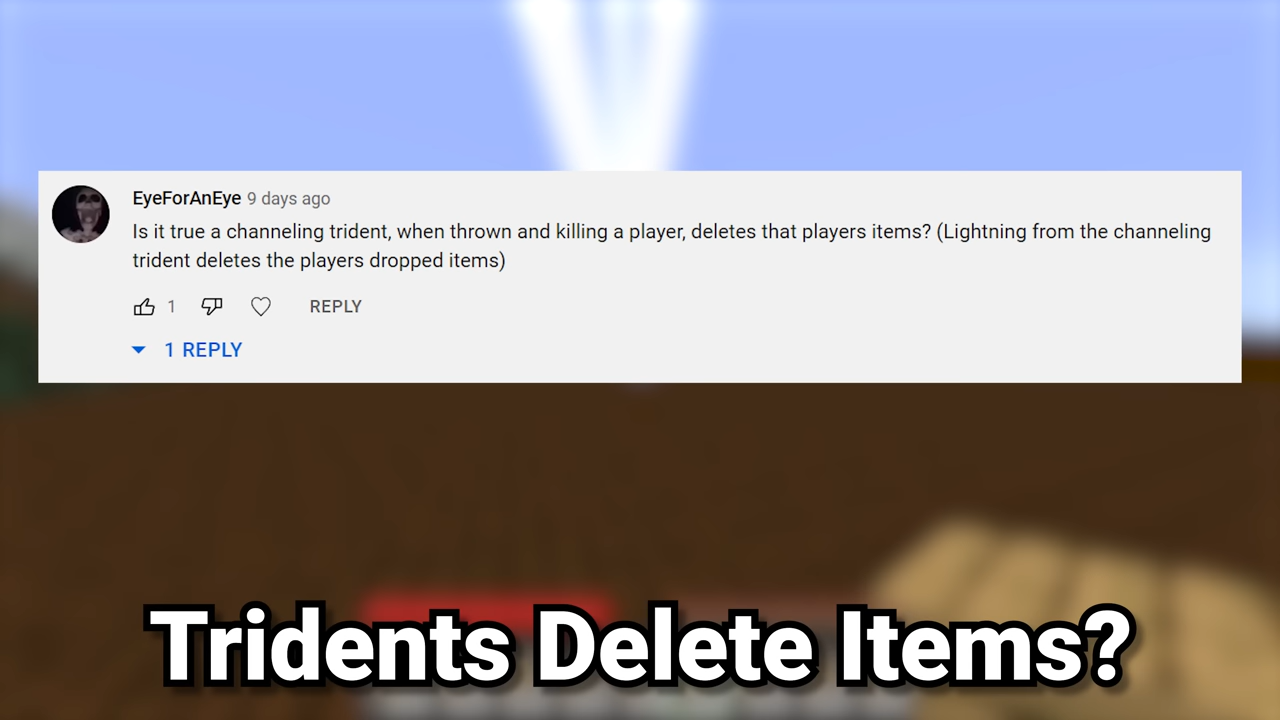 EyeForAnEye 9 days ago
Is it true a channeling trident, when thrown and killing a player, deletes that players items? (Lightning from the channeling
trident deletes the players dropped items)
1 REPLY
1 REPLY
Tridents Delete Items?